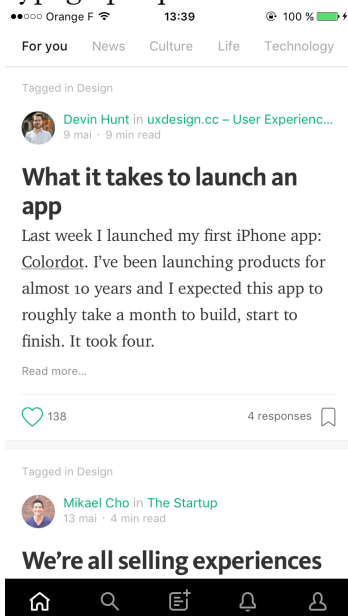 Orange F 13:39 100 %
For you News Culture Life Technology
Tagged in Design
Devin Hunt in uxdesign.cc – User Experienc...
9 mai · 9 min read
What it takes to launch an
app
Last week I launched my first iPhone app:
Colordot. I’ve been launching products for
almost 10 years and I expected this app to
roughly take a month to build, start to
finish. It took four.
Read more...
138 4 responses
Tagged in Design
Mikael Cho in The Startup
13 mai · 4 min read
We’re all selling experiences